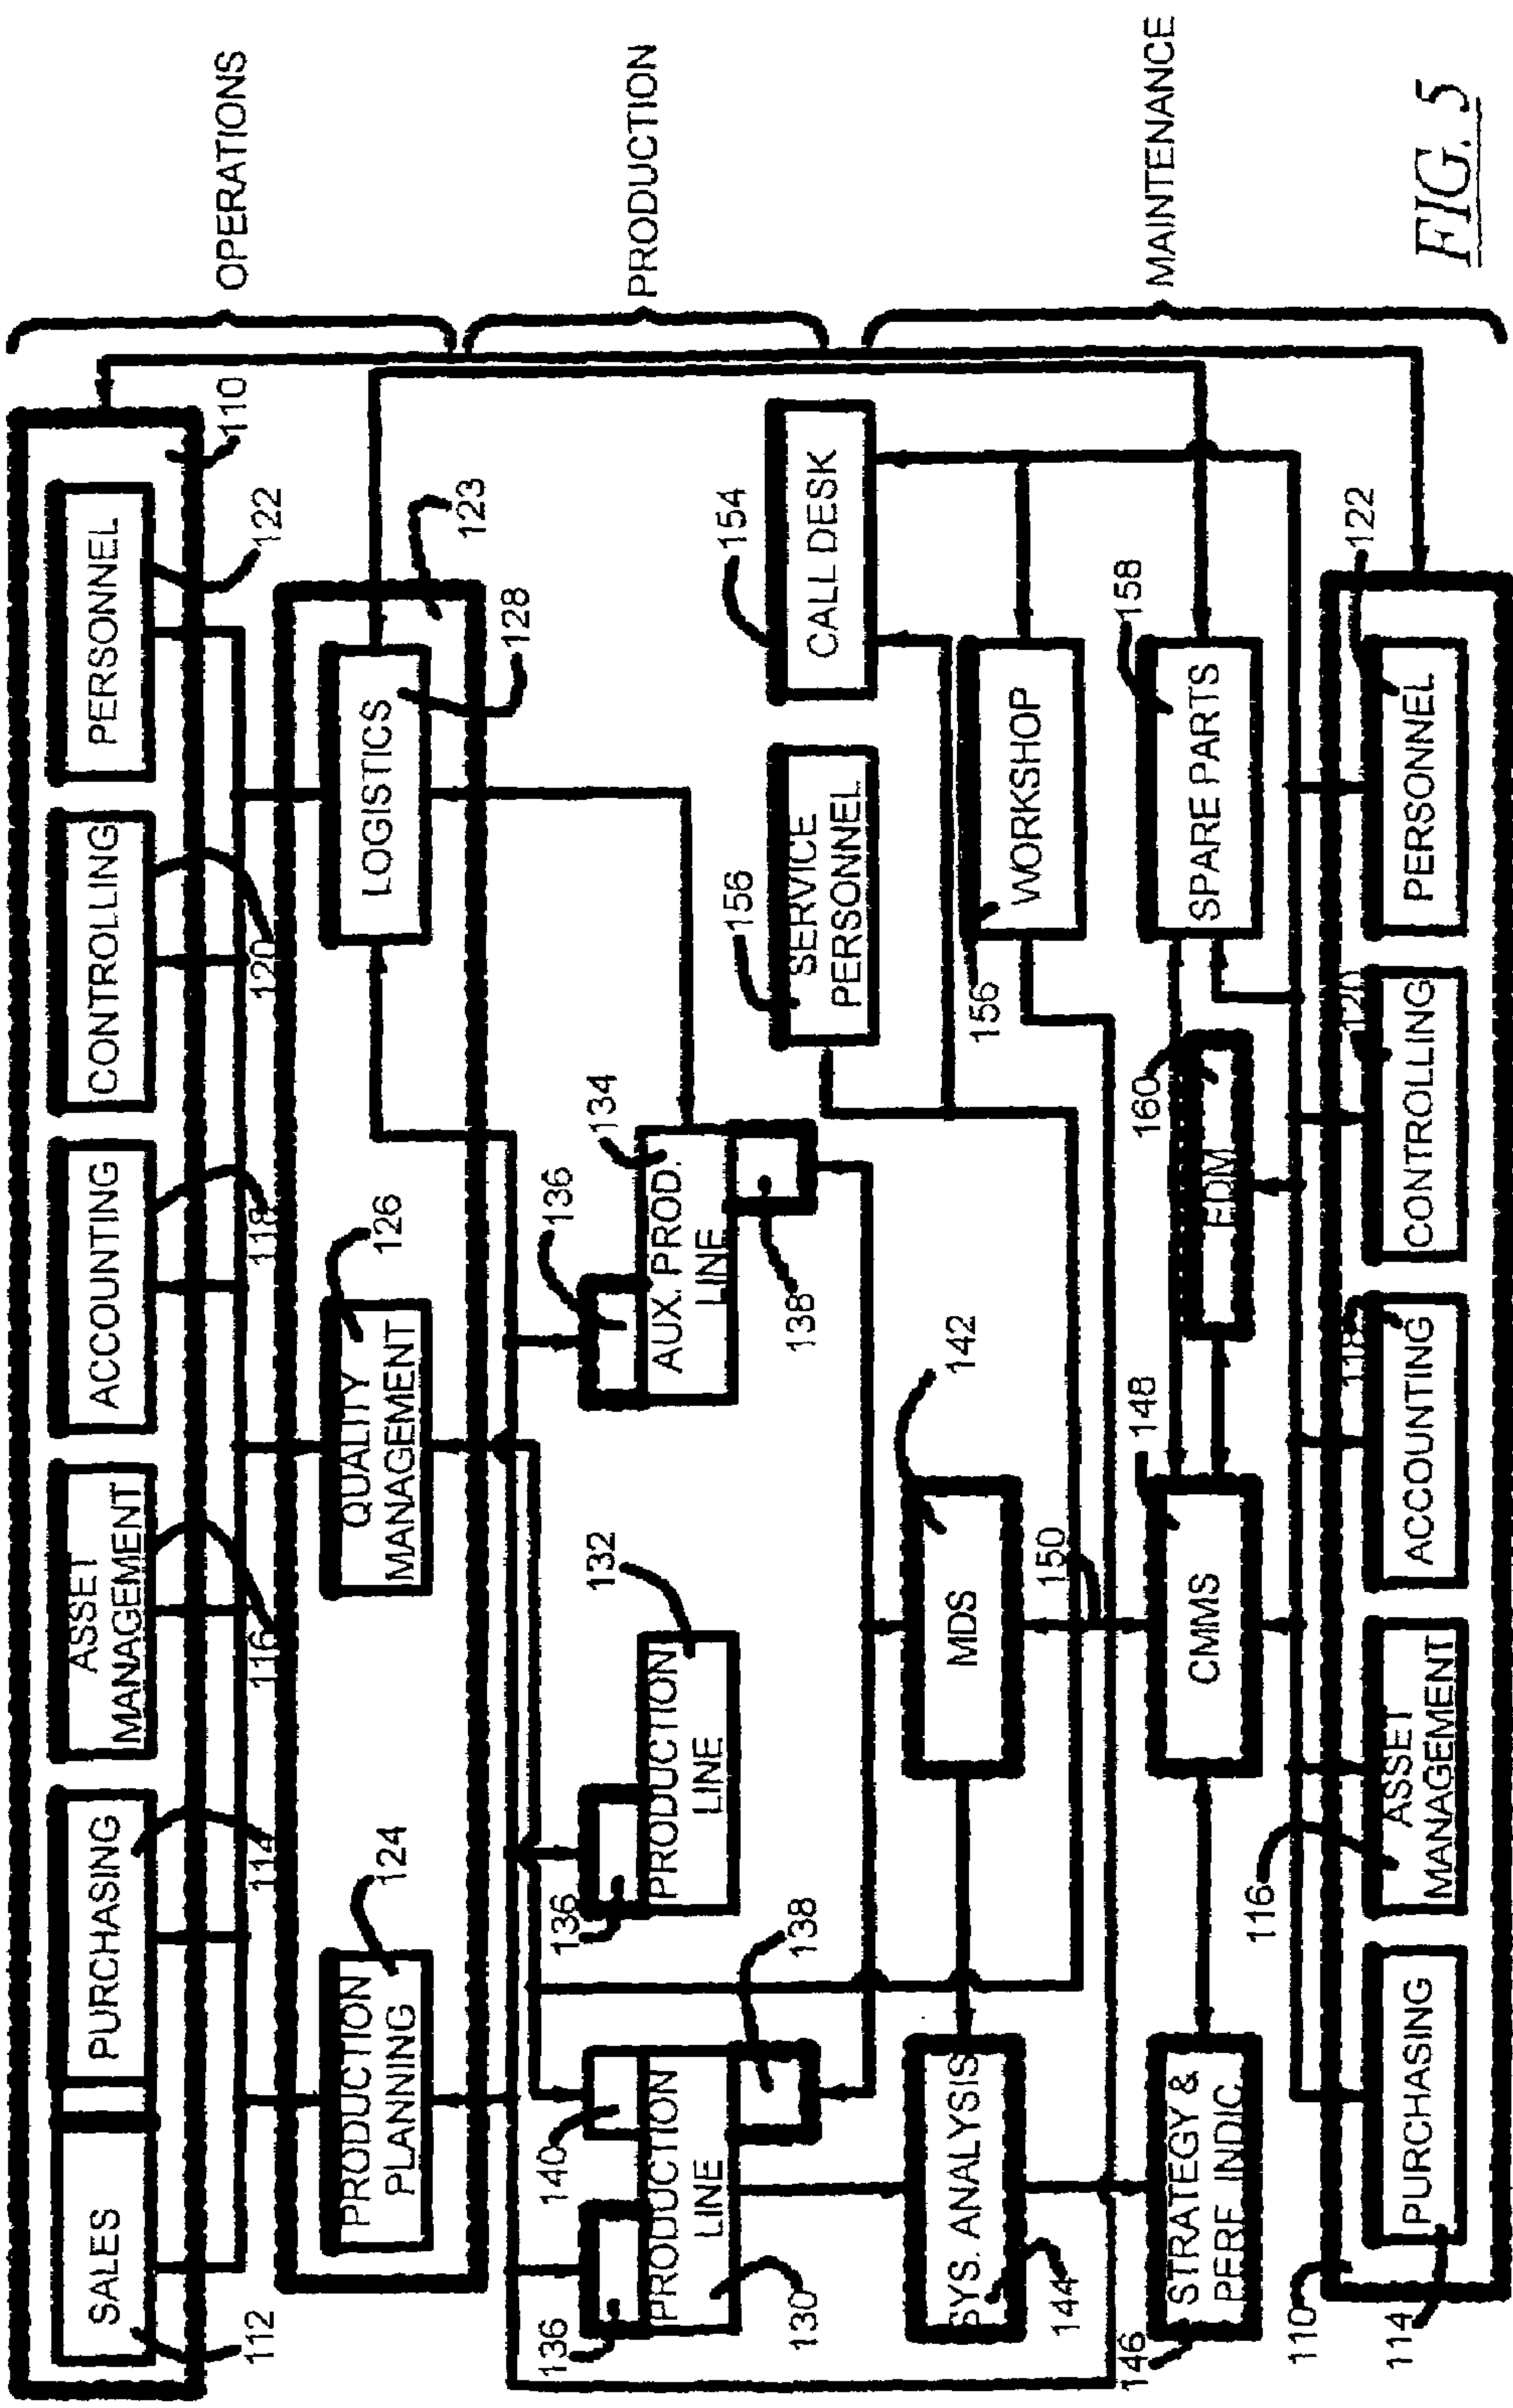 OPERATIONS
PRODUCTION
MAINTENANCE
110
SALES
PURCHASING
ASSET
MANAGEMENT
ACCOUNTING
CONTROLLING
PERSONNEL
112
114
116
118
120
122
123
PRODUCTION
PLANNING
124
QUALITY
MANAGEMENT
126
LOGISTICS
128
136
140
PRODUCTION
LINE
130
138
136
PRODUCTION
LINE
132
136
134
AUX. PROD.
LINE
138
156
SERVICE
PERSONNEL
154
CALL DESK
SYS. ANALYSIS
144
MDS
142
150
156
WORKSHOP
146
STRATEGY &
PERF. INDIC.
CMMS
148
160
EDM
158
SPARE PARTS
110
114
PURCHASING
116
ASSET
MANAGEMENT
118
ACCOUNTING
120
CONTROLLING
122
PERSONNEL
FIG. 5